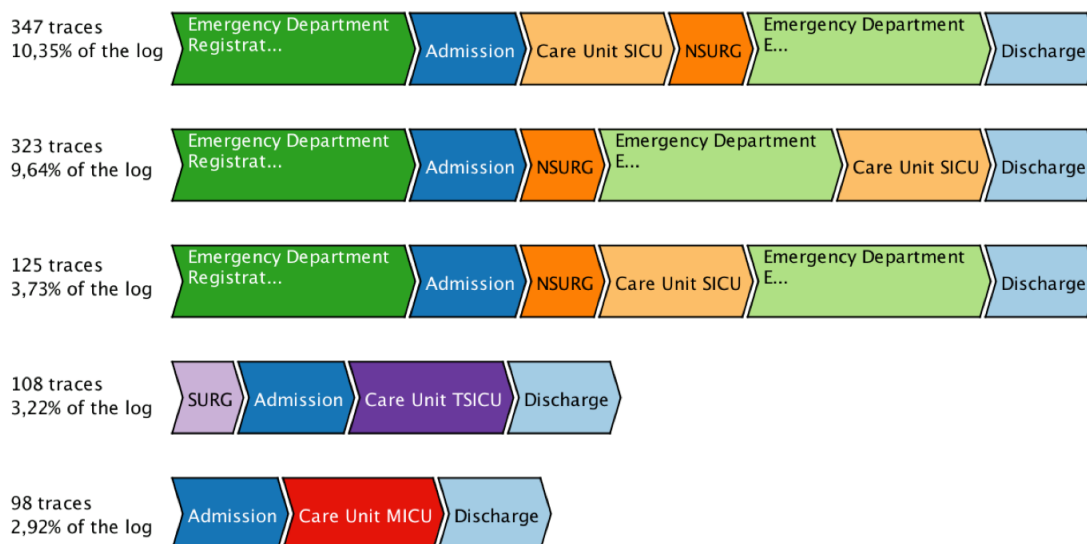 347 traces
10,35% of the log
Emergency Department
Registrat...
Admission
Care Unit SICU
NSURG
Emergency Department
E...
Discharge
323 traces
9,64% of the log
Emergency Department
Registrat...
Admission
NSURG
Emergency Department
E...
Care Unit SICU
Discharge
125 traces
3,73% of the log
Emergency Department
Registrat...
Admission
NSURG
Care Unit SICU
Emergency Department
E...
Discharge
108 traces
3,22% of the log
SURG
Admission
Care Unit TSICU
Discharge
98 traces
2,92% of the log
Admission
Care Unit MICU
Discharge